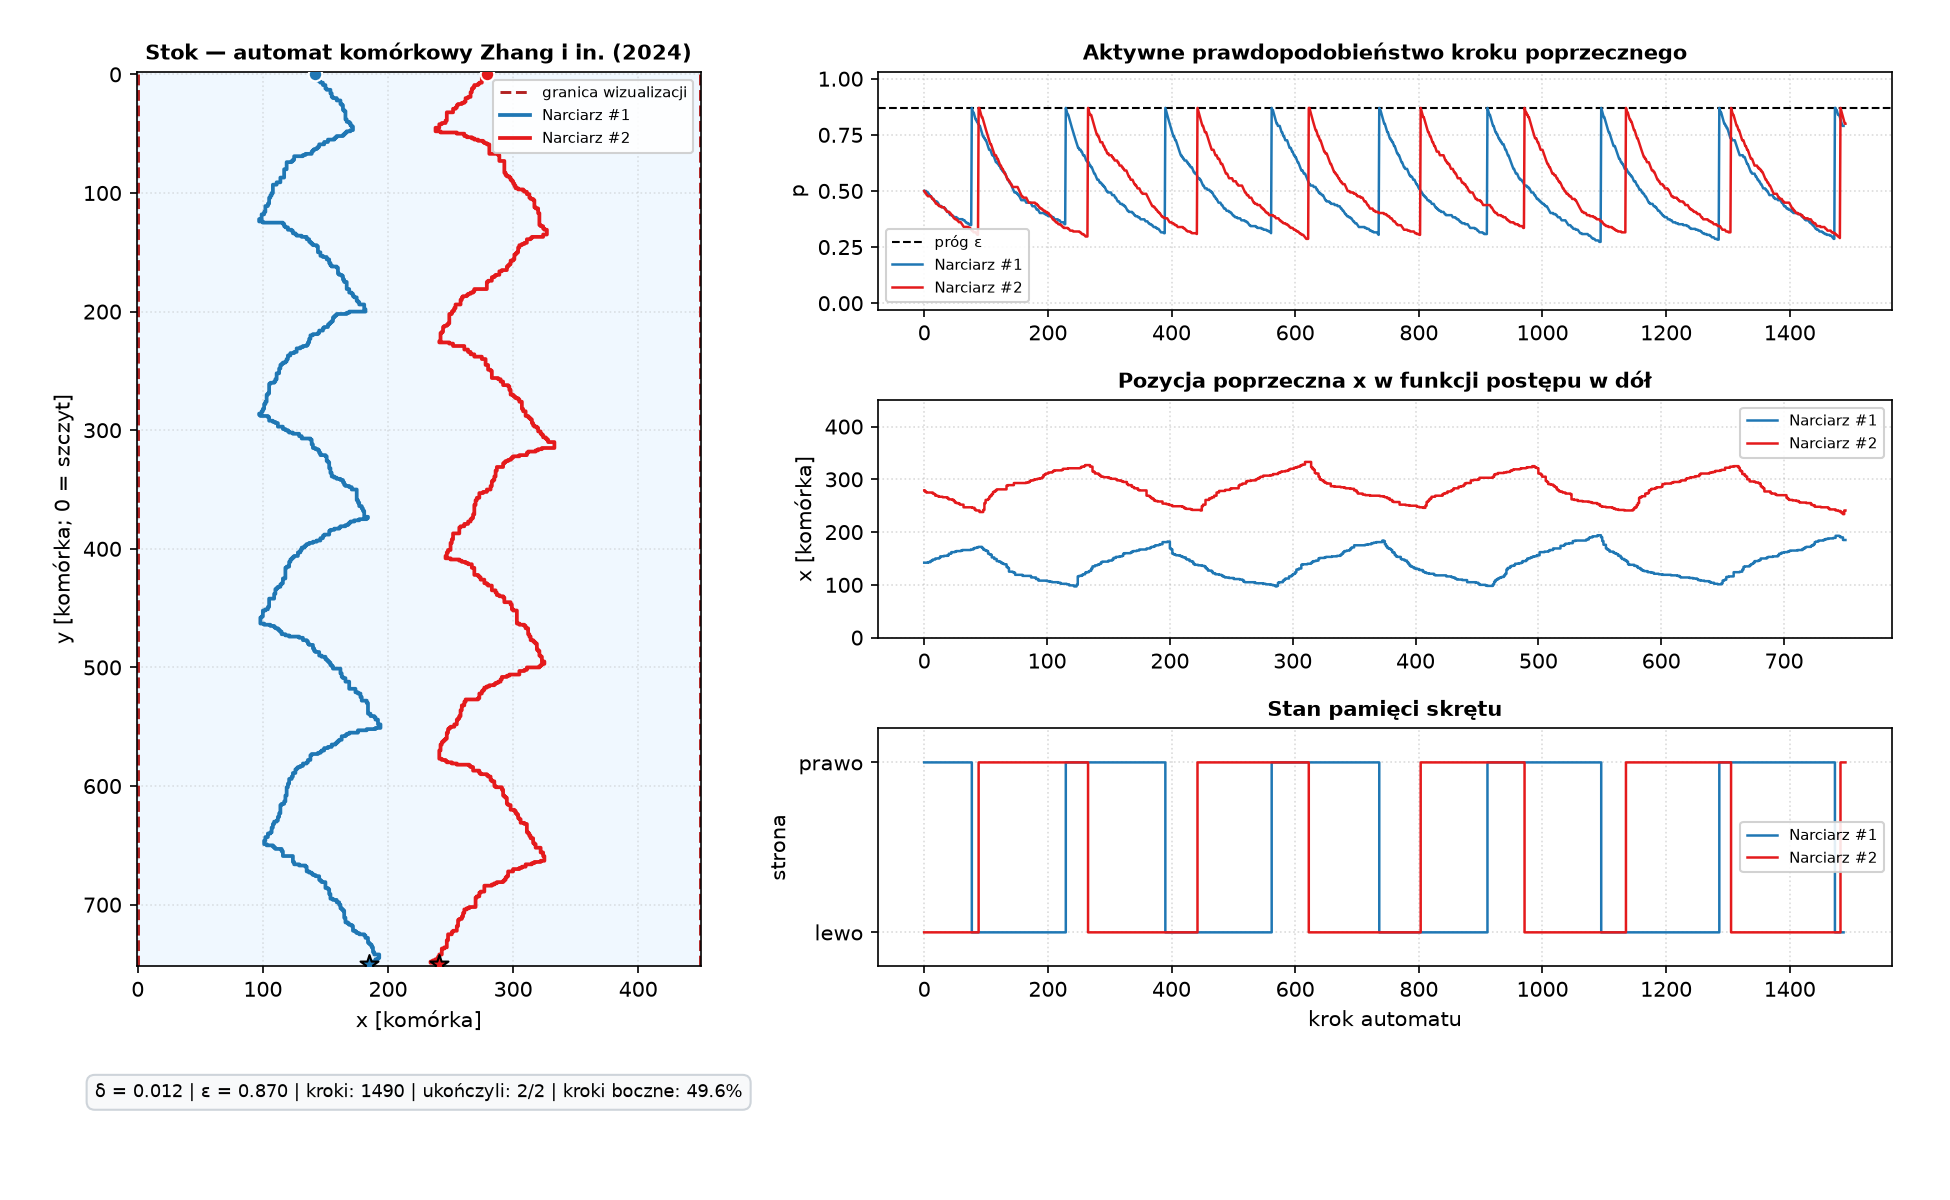 Stok — automat komórkowy Zhang i in. (2024)
granica wizualizacji
Narciarz #1
Narciarz #2
0
100
200
300
400
500
600
700
y [komórka; 0 = szczyt]
0 100 200 300 400
x [komórka]
δ = 0.012 | ε = 0.870 | kroki: 1490 | ukończyli: 2/2 | kroki boczne: 49.6%
Aktywne prawdopodobieństwo kroku poprzecznego
1.00
0.75
0.50
0.25
0.00
p
próg ε
Narciarz #1
Narciarz #2
0 200 400 600 800 1000 1200 1400
Pozycja poprzeczna x w funkcji postępu w dół
400
300
200
100
0
x [komórka]
Narciarz #1
Narciarz #2
0 100 200 300 400 500 600 700
Stan pamięci skrętu
prawo
lewo
strona
Narciarz #1
Narciarz #2
0 200 400 600 800 1000 1200 1400
krok automatu